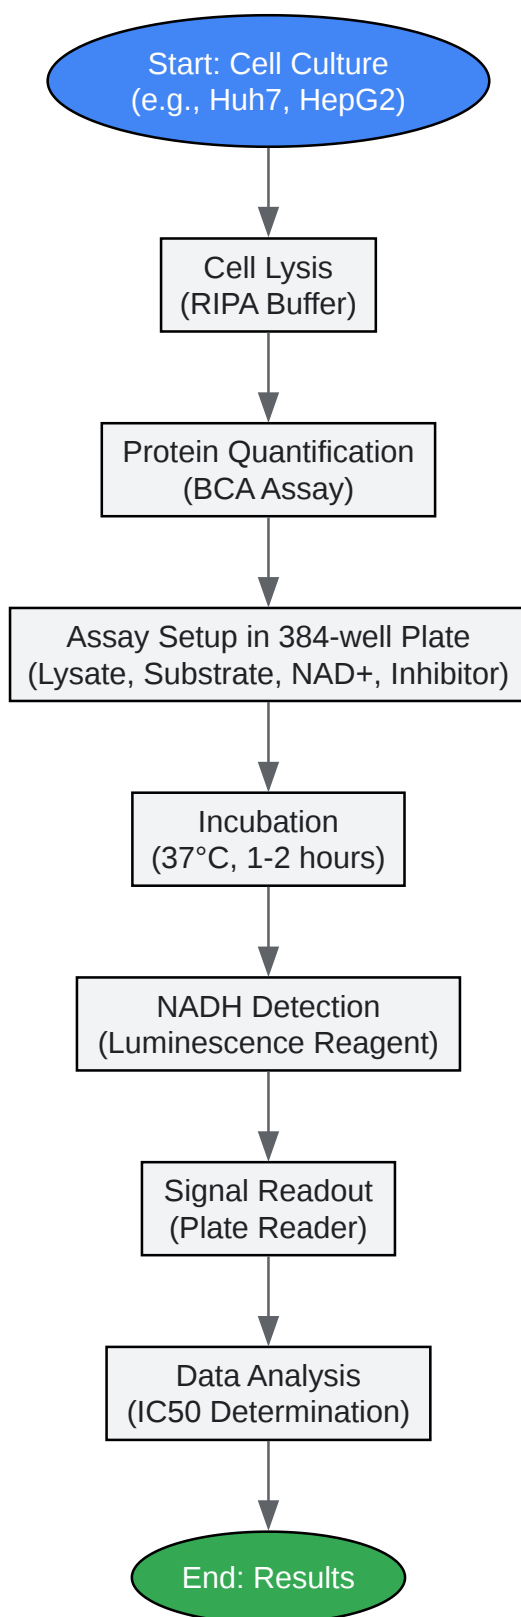 Start: Cell Culture
(e.g., Huh7, HepG2)
Cell Lysis
(RIPA Buffer)
Protein Quantification
(BCA Assay)
Assay Setup in 384-well Plate
(Lysate, Substrate, NAD+, Inhibitor)
Incubation
(37°C, 1-2 hours)
NADH Detection
(Luminescence Reagent)
Signal Readout
(Plate Reader)
Data Analysis
(IC50 Determination)
End: Results